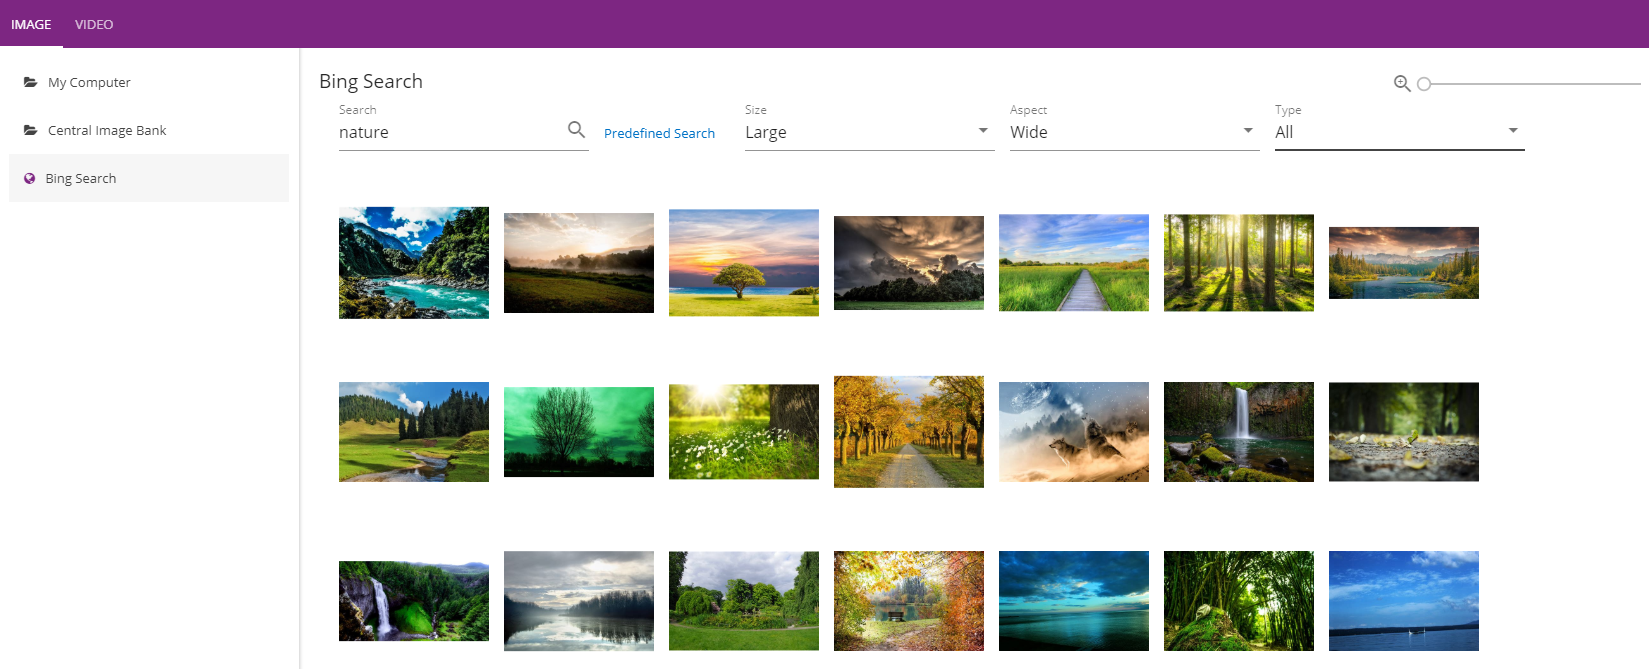 IMAGE VIDEO
My Computer
Central Image Bank
Bing Search
Bing Search
Search
nature
Predefined Search
Size
Large
Aspect
Wide
Type
All